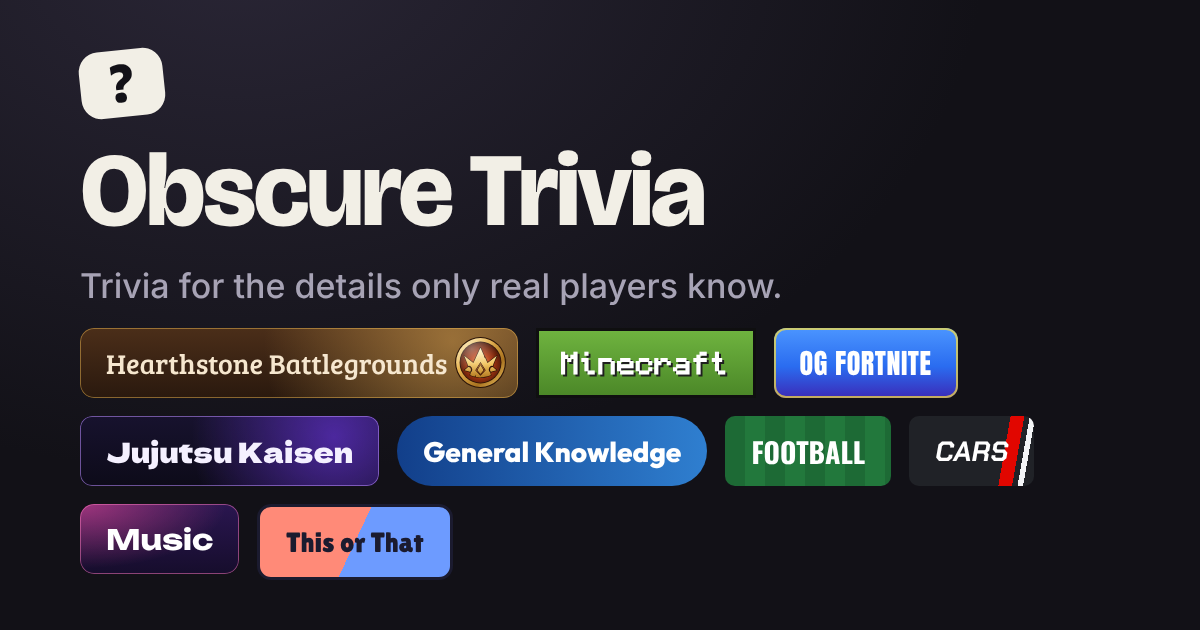 ?
Obscure Trivia
Trivia for the details only real players know.
Hearthstone Battlegrounds Minecraft OG FORTNITE
Jujutsu Kaisen General Knowledge FOOTBALL CARS
Music This or That